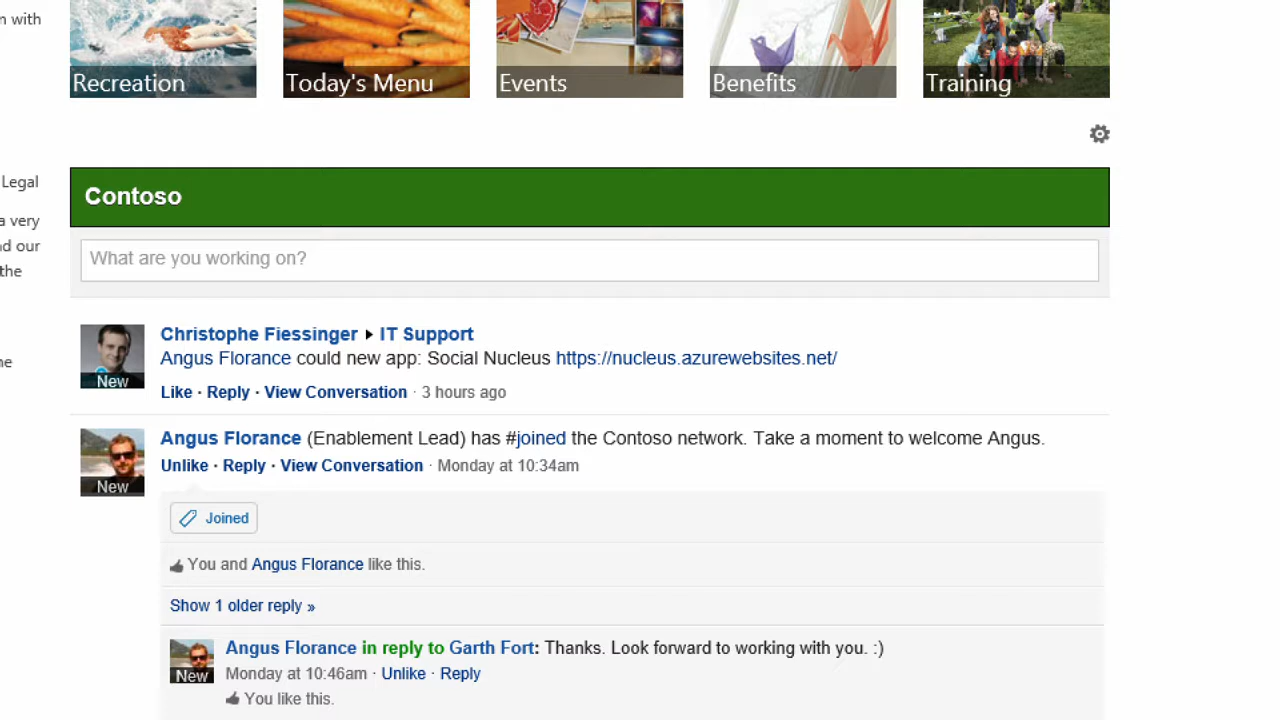 n with
Recreation
Today's Menu
Events
Benefits
Training
Legal
a very
nd our
the
ne
Contoso
What are you working on?
Christophe Fiessinger ▸ IT Support
Angus Florance could new app: Social Nucleus https://nucleus.azurewebsites.net/
New
Like · Reply · View Conversation · 3 hours ago
Angus Florance (Enablement Lead) has #joined the Contoso network. Take a moment to welcome Angus.
Unlike · Reply · View Conversation · Monday at 10:34am
New
Joined
You and Angus Florance like this.
Show 1 older reply »
Angus Florance in reply to Garth Fort: Thanks. Look forward to working with you. :)
New
Monday at 10:46am · Unlike · Reply
You like this.